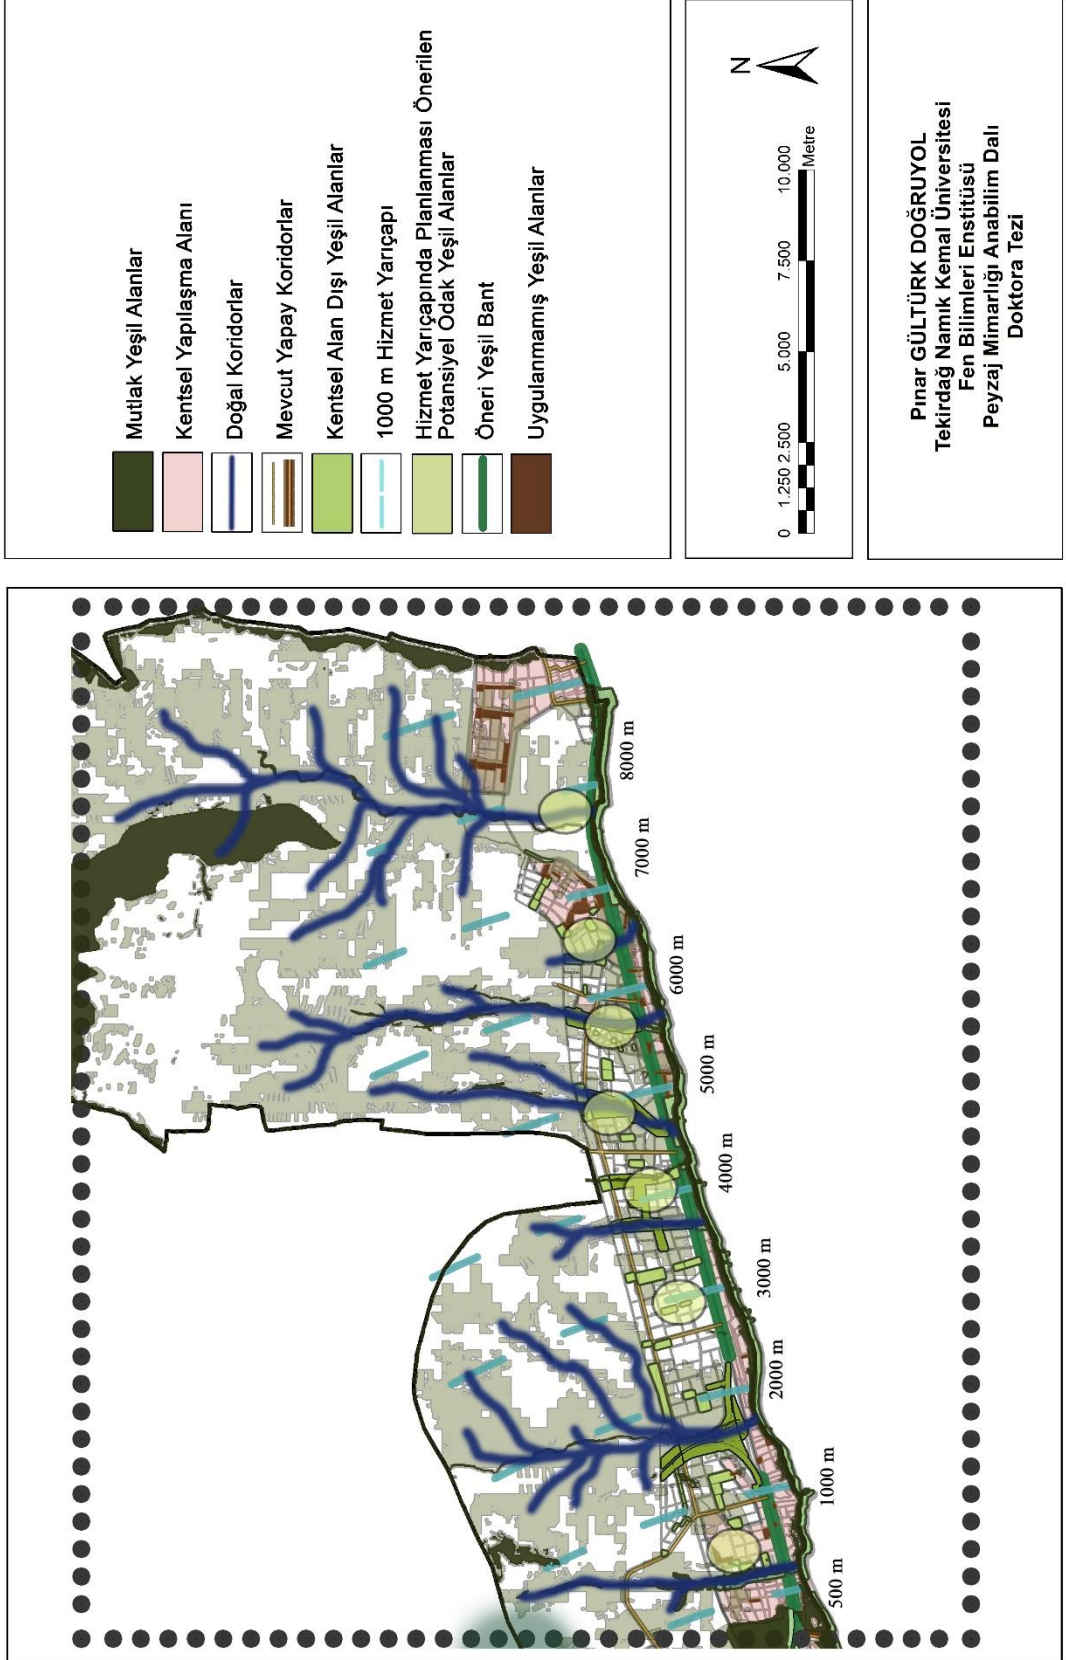 Mutlak Yeşil Alanlar
Kentsel Yapılaşma Alanı
Doğal Koridorlar
Mevcut Yapay Koridorlar
Kentsel Alan Dışı Yeşil Alanlar
1000 m Hizmet Yarıçapı
Hizmet Yarıçapında Planlanması Önerilen
Potansiyel Odak Yeşil Alanlar
Öneri Yeşil Bant
Uygulanmamış Yeşil Alanlar
N
0 1.250 2.500 5.000 7.500 10.000
Metre
Pınar GÜLTÜRK DOĞRUYOL
Tekirdağ Namık Kemal Üniversitesi
Fen Bilimleri Enstitüsü
Peyzaj Mimarlığı Anabilim Dalı
Doktora Tezi
500 m
1000 m
2000 m
3000 m
4000 m
5000 m
6000 m
7000 m
8000 m